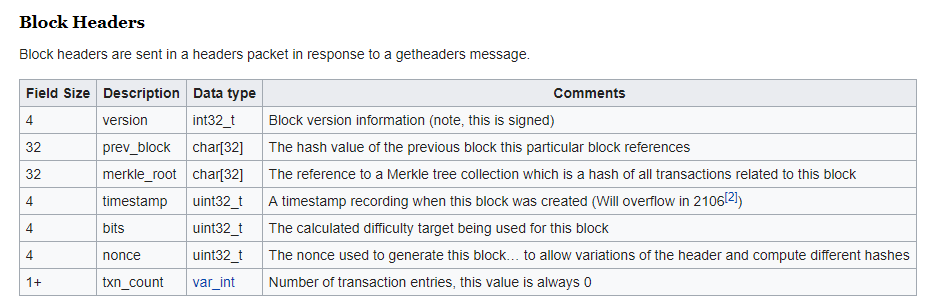 Block Headers
Block headers are sent in a headers packet in response to a getheaders message.
Field Size Description Data type Comments
4 version int32_t Block version information (note, this is signed)
32 prev_block char[32] The hash value of the previous block this particular block references
32 merkle_root char[32] The reference to a Merkle tree collection which is a hash of all transactions related to this block
4 timestamp uint32_t A timestamp recording when this block was created (Will overflow in 2106[2])
4 bits uint32_t The calculated difficulty target being used for this block
4 nonce uint32_t The nonce used to generate this block… to allow variations of the header and compute different hashes
1+ txn_count var_int Number of transaction entries, this value is always 0